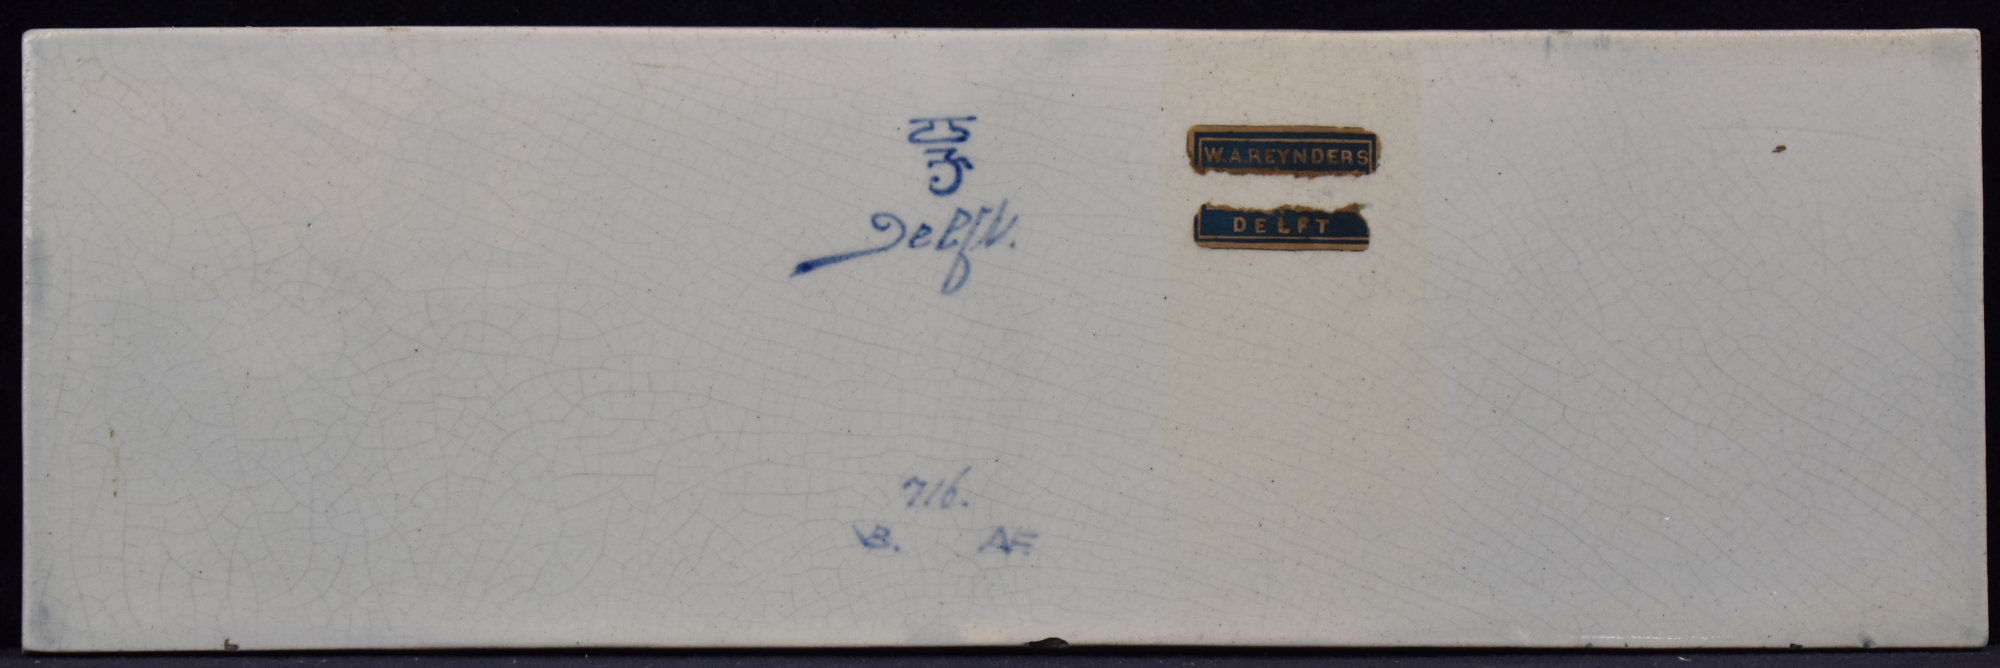 Delft.
W.A.REYNDERS
DELFT
716.
B. AF.